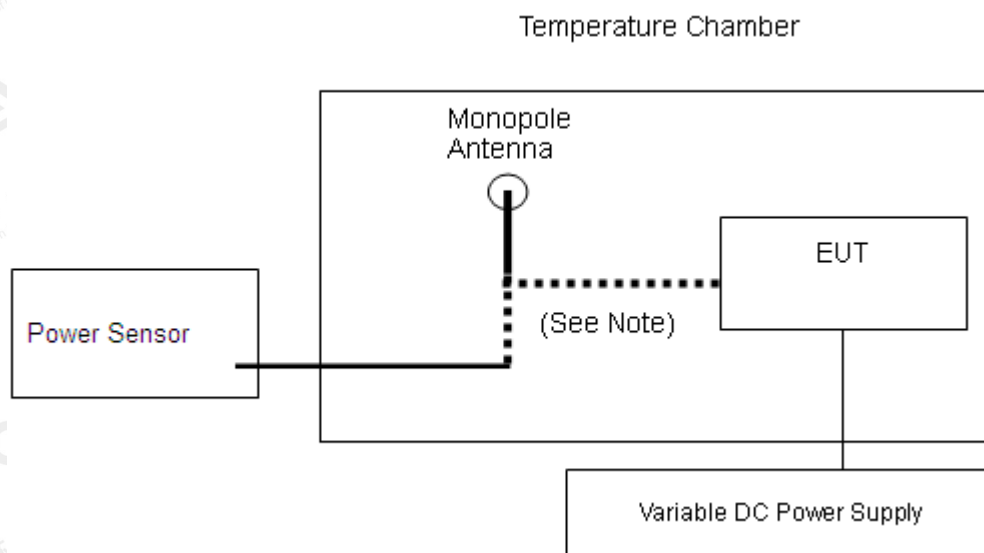 Temperature Chamber
Monopole
Antenna
EUT
(See Note)
Power Sensor
Variable DC Power Supply